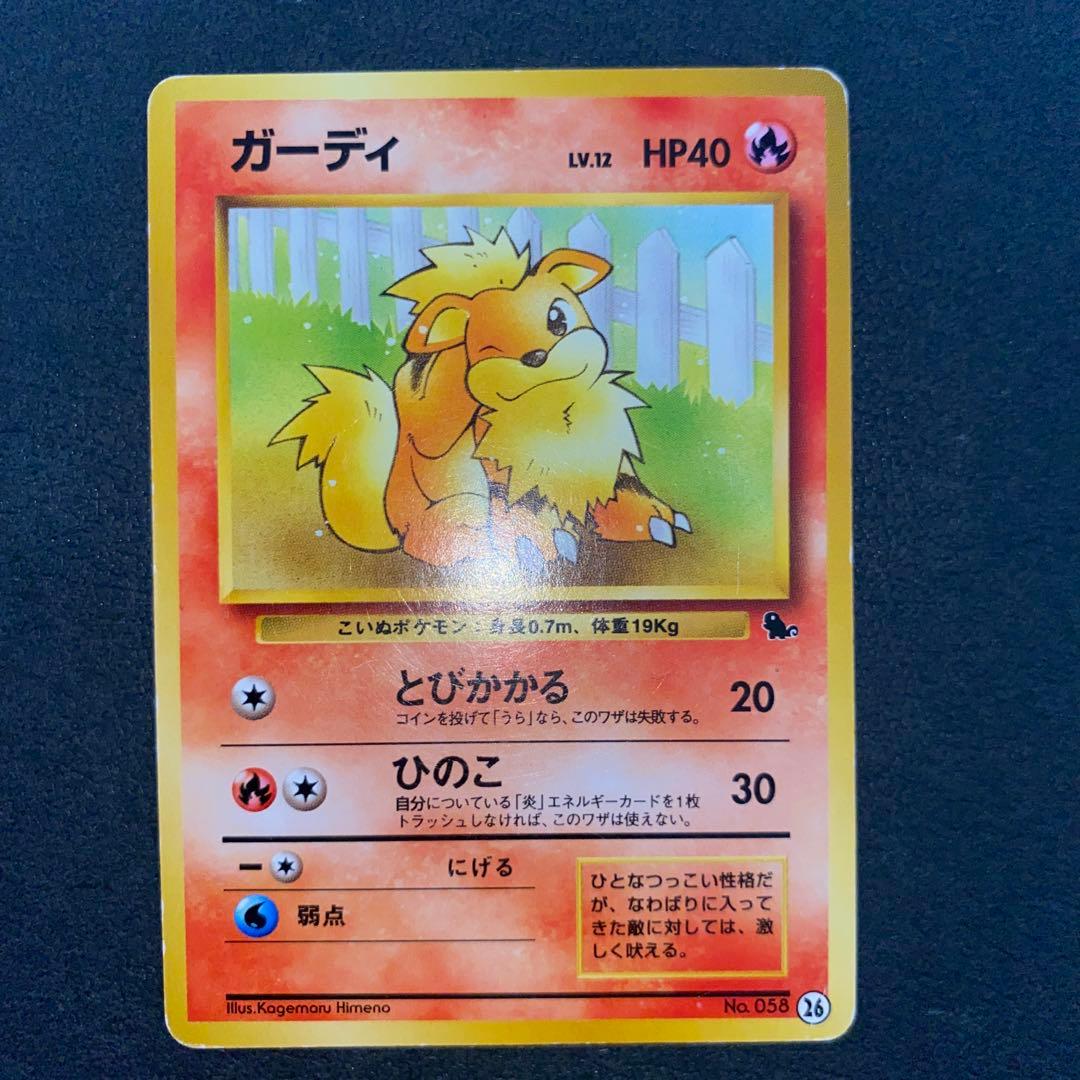 ガーディ LV.12 HP40
こいぬポケモン：身長0.7m、体重19Kg
とびかかる 20
コインを投げて「うら」なら、このワザは失敗する。
ひのこ 30
自分についている「炎」エネルギーカードを1枚
トラッシュしなければ、このワザは使えない。
ー にげる
弱点
ひとなつっこい性格だ
が、なわばりに入って
きた敵に対しては、激
しく吠える。
Illus.Kagemaru Himeno No. 058 26